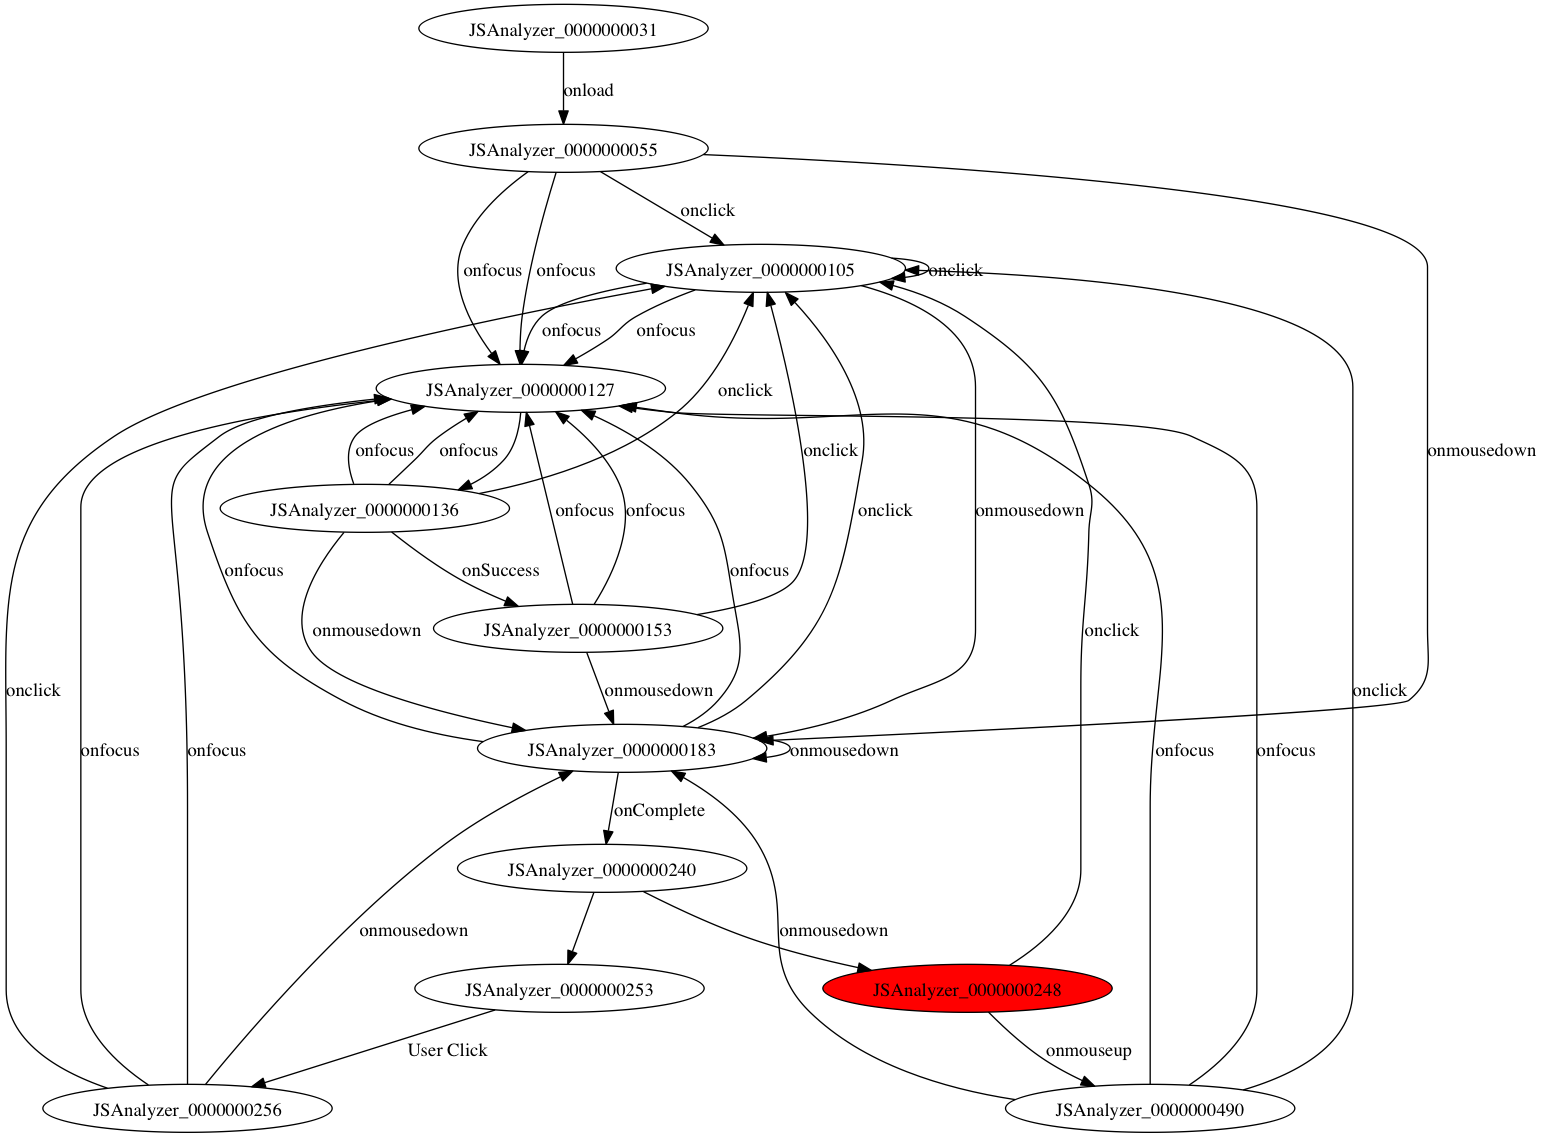 JSAnalyzer_0000000031
onload
JSAnalyzer_0000000055
onclick
onfocus
onfocus
JSAnalyzer_0000000105
onclick
onfocus
onfocus
JSAnalyzer_0000000127
onclick
onfocus
onfocus
onclick
onmousedown
JSAnalyzer_0000000136
onfocus
onfocus
onclick
onmousedown
onfocus
onSuccess
onfocus
onmousedown
JSAnalyzer_0000000153
onclick
onclick
onmousedown
onclick
onfocus
onfocus
JSAnalyzer_0000000183
onmousedown
onfocus
onfocus
onComplete
JSAnalyzer_0000000240
onmousedown
onmousedown
JSAnalyzer_0000000253
JSAnalyzer_0000000248
User Click
onmouseup
JSAnalyzer_0000000256
JSAnalyzer_0000000490